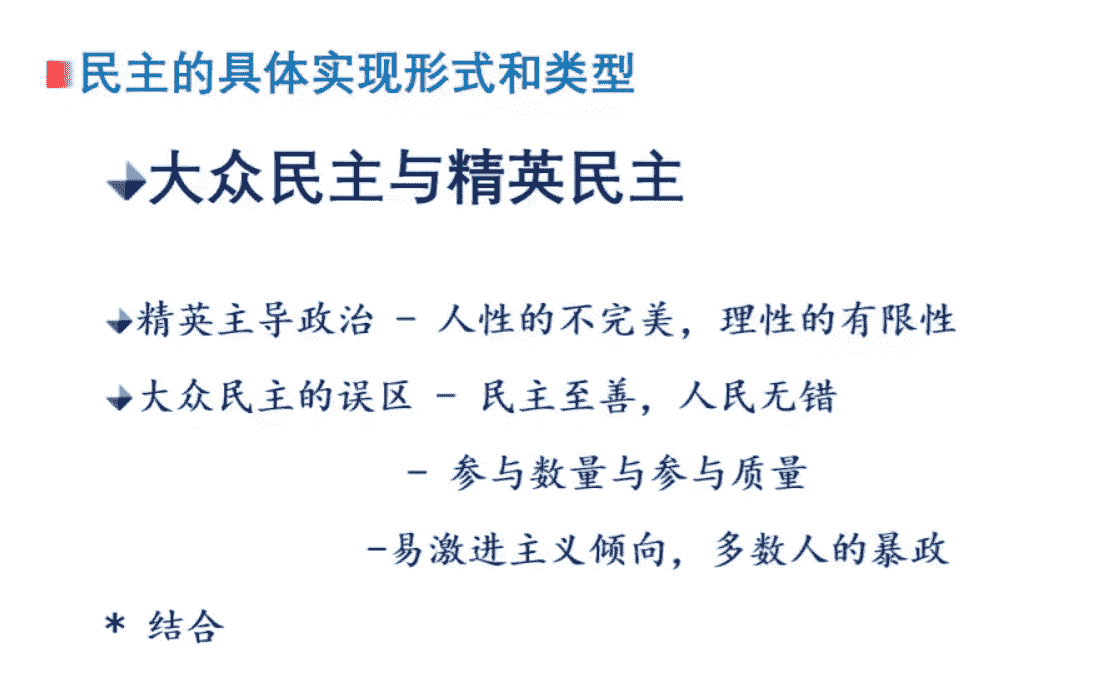 民主的具体实现形式和类型
大众民主与精英民主
精英主导政治 - 人性的不完美，理性的有限性
大众民主的误区 - 民主至善，人民无错
- 参与数量与参与质量
-易激进主义倾向，多数人的暴政
* 结合